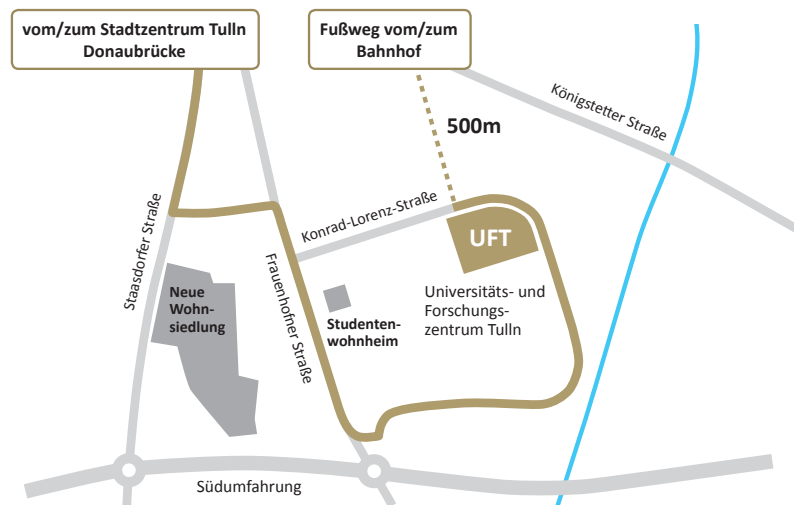 vom/zum Stadtzentrum Tulln
Donaubrücke
Fußweg vom/zum
Bahnhof
500m
Königstetter Straße
Staasdorfer Straße
Konrad-Lorenz-Straße
UFT
Frauenhofner Straße
Neue
Wohn-
siedlung
Studenten-
wohnheim
Universitäts- und
Forschungs-
zentrum Tulln
Südumfahrung